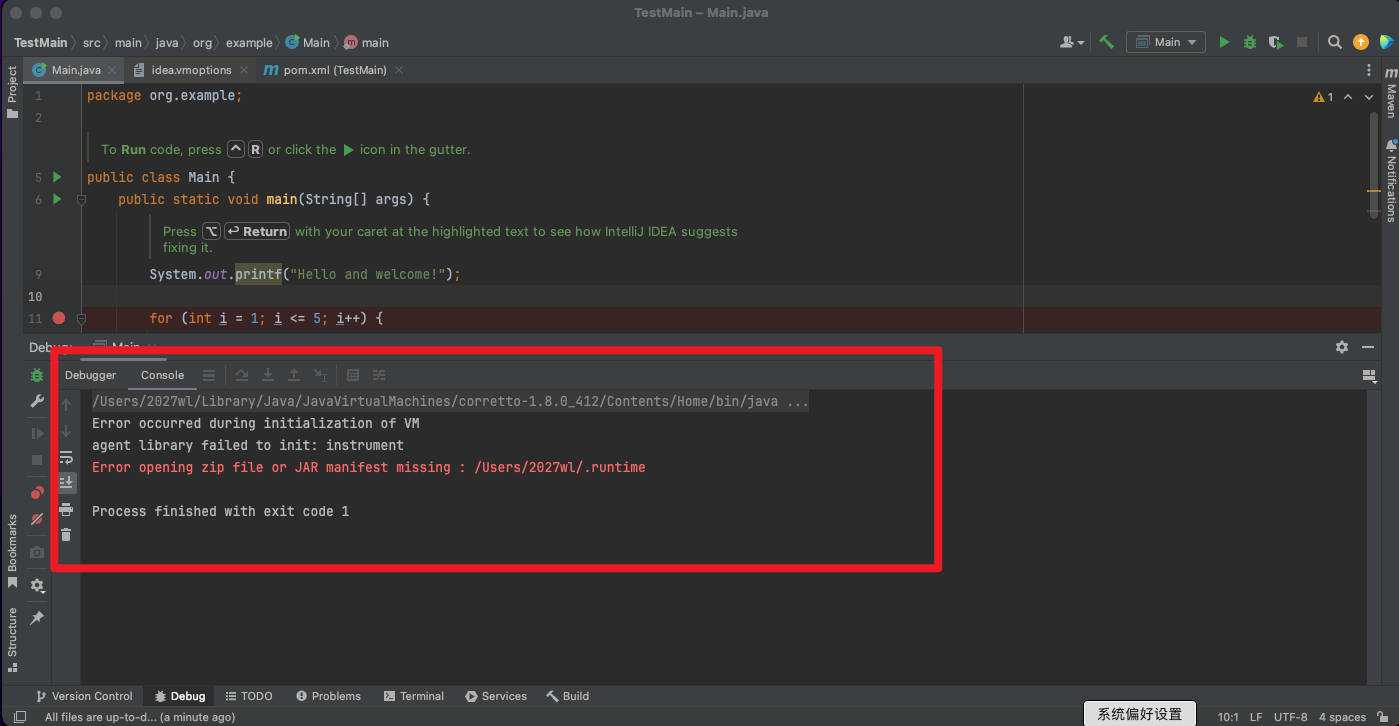 TestMain – Main.java
TestMain src main java org example Main main
Main
Main.java idea.vmoptions pom.xml (TestMain)
Project
Maven
Notifications
1 package org.example;
1
2
To Run code, press ^ R or click the icon in the gutter.
5 public class Main {
6 public static void main(String[] args) {
Press ⌥ ↩ Return with your caret at the highlighted text to see how IntelliJ IDEA suggests
fixing it.
9 System.out.printf("Hello and welcome!");
10
11 for (int i = 1; i <= 5; i++) {
Debug: Main
Debugger Console
/Users/2027wl/Library/Java/JavaVirtualMachines/corretto-1.8.0_412/Contents/Home/bin/java ...
Error occurred during initialization of VM
agent library failed to init: instrument
Error opening zip file or JAR manifest missing : /Users/2027wl/.runtime
Process finished with exit code 1
Bookmarks
Structure
Version Control Debug TODO Problems Terminal Services Build
All files are up-to-d... (a minute ago)
系统偏好设置
10:1 LF UTF-8 4 spaces